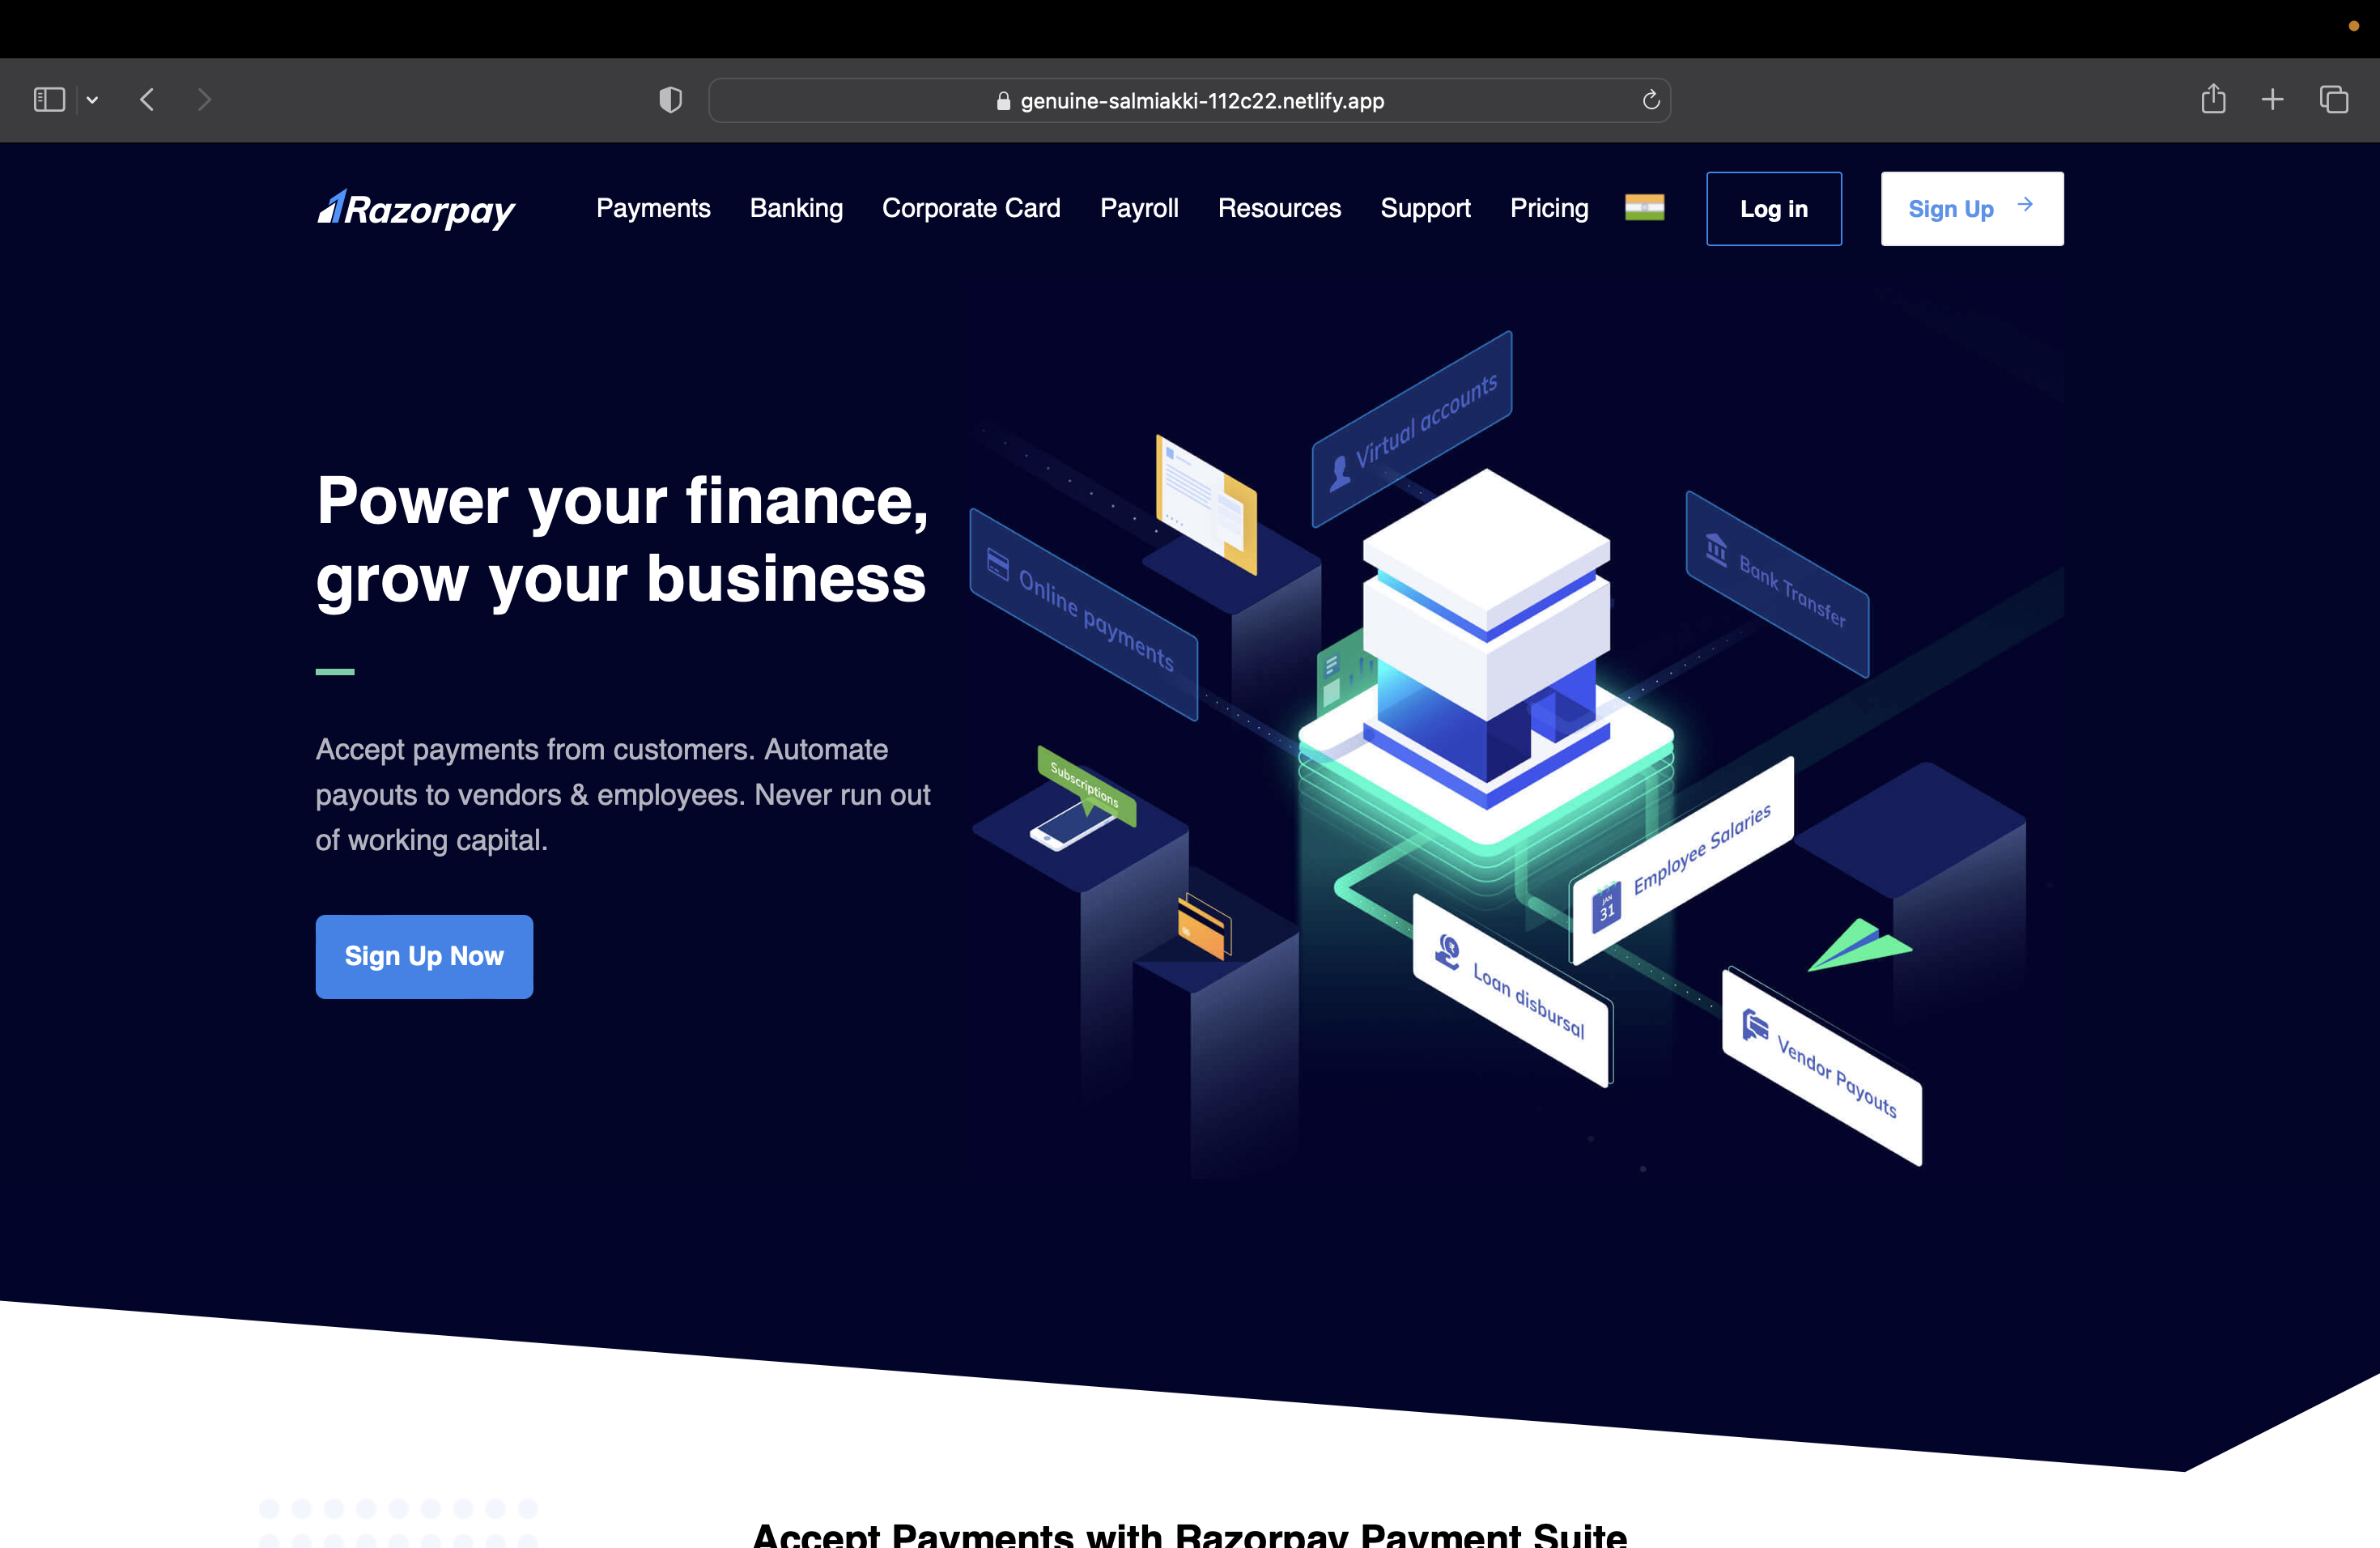 genuine-salmiakki-112c22.netlify.app
Razorpay
Payments
Banking
Corporate Card
Payroll
Resources
Support
Pricing
Log in
Sign Up
Power your finance,
grow your business
Accept payments from customers. Automate
payouts to vendors & employees. Never run out
of working capital.
Sign Up Now
Virtual accounts
Online payments
Bank Transfer
Subscriptions
Employee Salaries
JAN
31
Loan disbursal
Vendor Payouts
Accept Payments with Razorpay Payment Suite